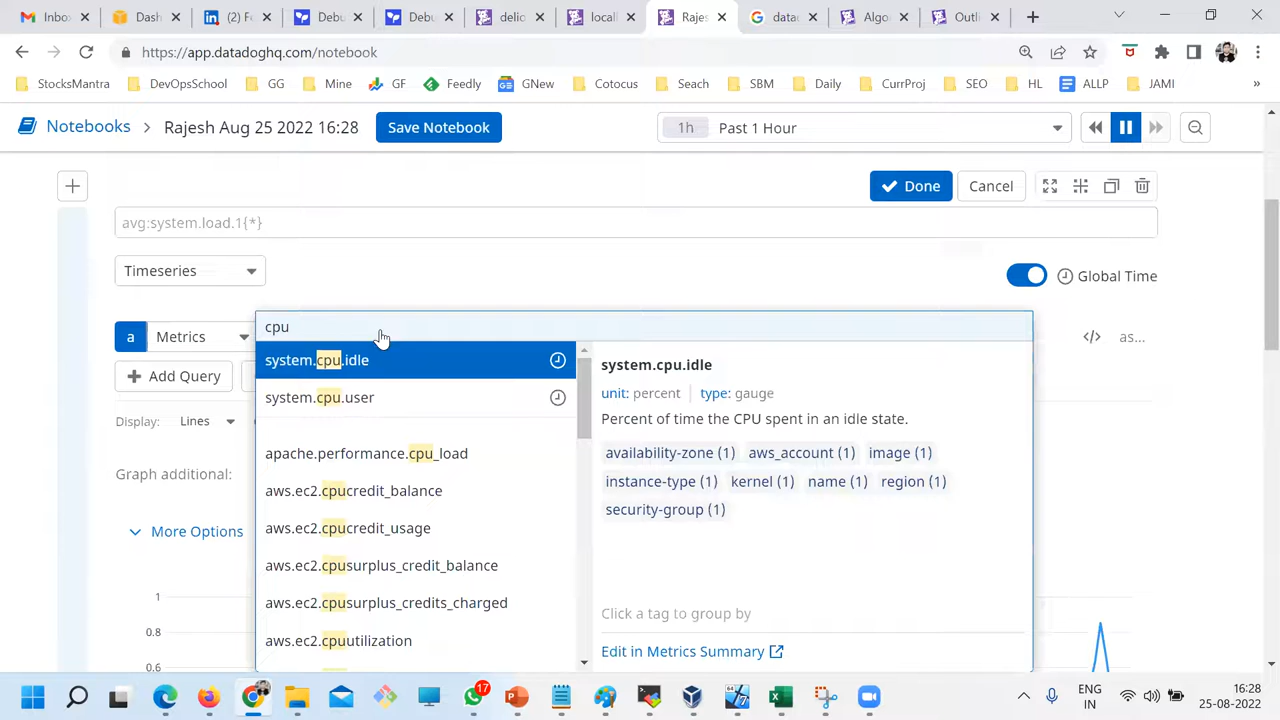 Inbo
Dash
(2) F
Debu
Debu
delic
locall
Rajes
data
Algo
Outli
https://app.datadoghq.com/notebook
StocksMantra
DevOpsSchool
GG
Mine
GF
Feedly
GNew
Cotocus
Seach
SBM
Daily
CurrProj
SEO
HL
ALLP
JAMI
»
Notebooks > Rajesh Aug 25 2022 16:28
Save Notebook
1h Past 1 Hour
Done
Cancel
avg:system.load.1{*}
Timeseries
Global Time
a Metrics
cpu
</> as...
system.cpu.idle
system.cpu.user
apache.performance.cpu_load
aws.ec2.cpucredit_balance
aws.ec2.cpucredit_usage
aws.ec2.cpusurplus_credit_balance
aws.ec2.cpusurplus_credits_charged
aws.ec2.cpuutilization
system.cpu.idle
unit: percent | type: gauge
Percent of time the CPU spent in an idle state.
availability-zone (1) aws_account (1) image (1)
instance-type (1) kernel (1) name (1) region (1)
security-group (1)
Click a tag to group by
Edit in Metrics Summary
Add Query
Display: Lines
Graph additional:
More Options
1
0.8
0.6
17
ENG
IN
16:28
25-08-2022